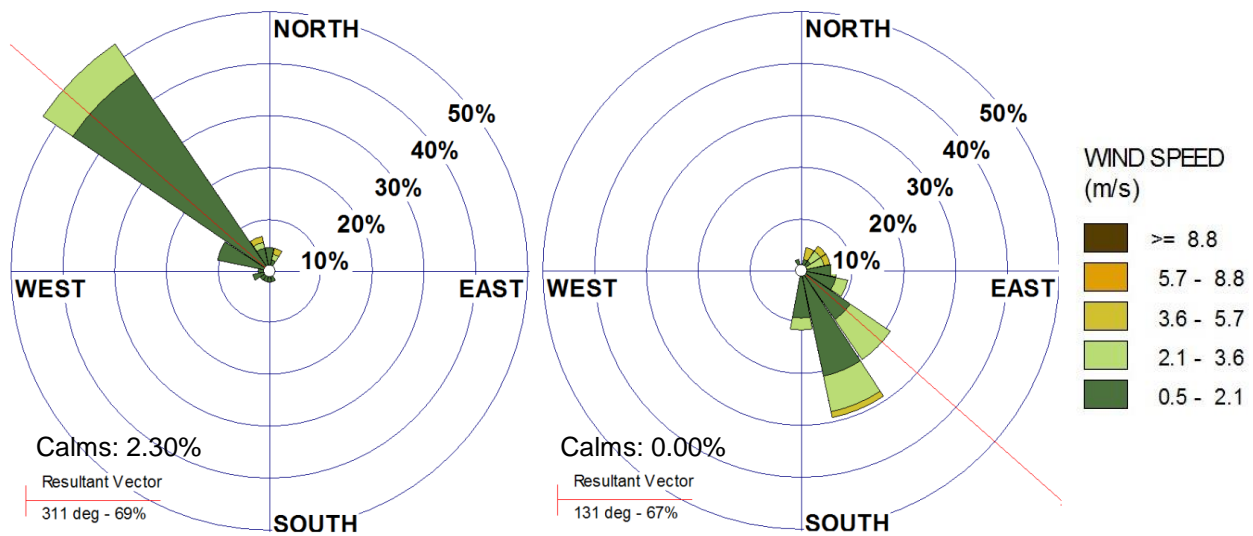 NORTH
50%
40%
30%
20%
10%
WEST
EAST
Calms: 2.30%
Resultant Vector
311 deg - 69%
SOUTH
NORTH
50%
40%
30%
20%
10%
WEST
EAST
Calms: 0.00%
Resultant Vector
131 deg - 67%
SOUTH
WIND SPEED
(m/s)
>= 8.8
5.7 - 8.8
3.6 - 5.7
2.1 - 3.6
0.5 - 2.1